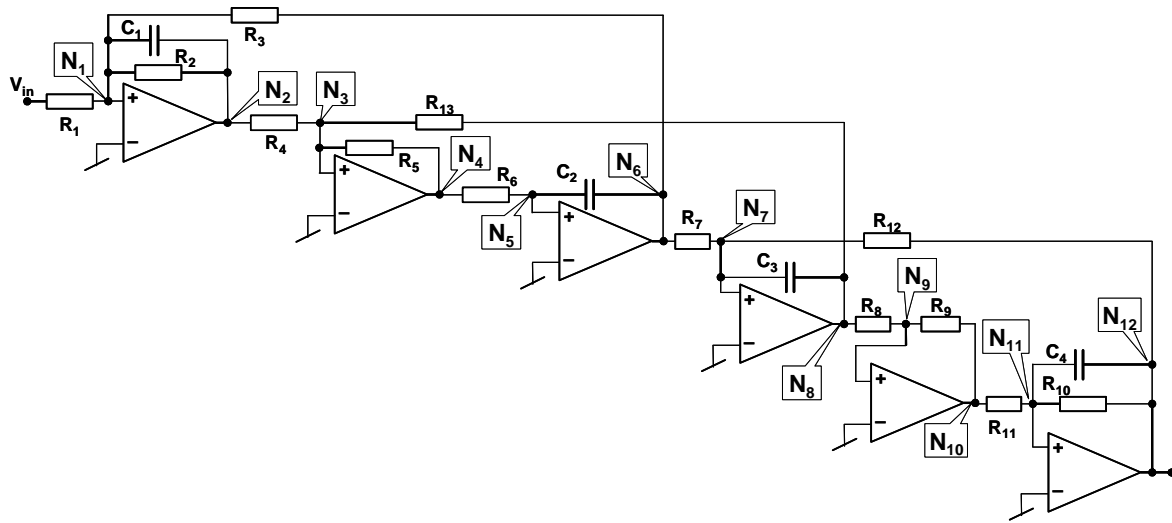 R3
C1
R2
N1
Vin
R1
+
−
N2
R4
N3
R13
R5
N4
+
−
R6
C2
N5
N6
+
−
R7
N7
R12
C3
+
−
N8
R8
N9
R9
+
−
N10
R11
N11
C4
N12
R10
+
−